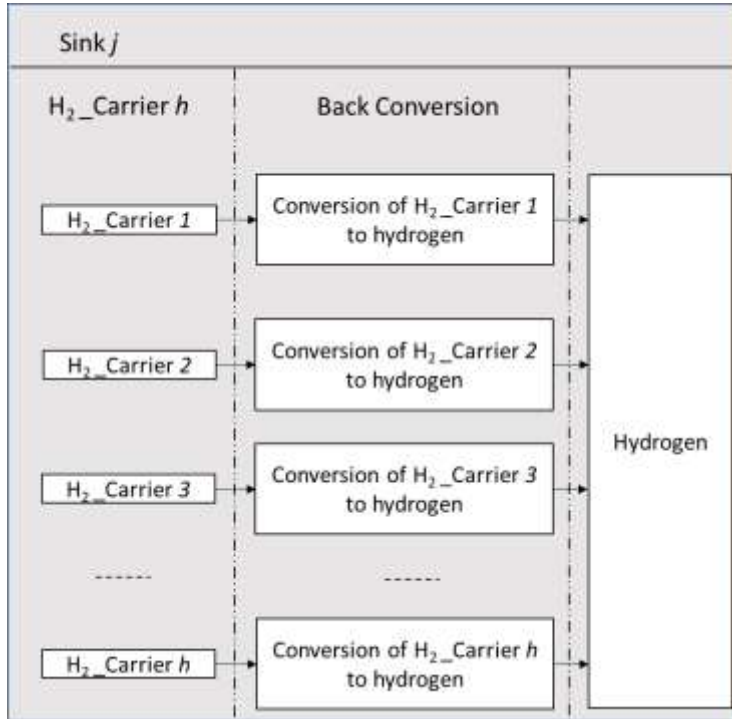 Sink j
H₂_Carrier h
Back Conversion
H₂_Carrier 1
Conversion of H₂_Carrier 1
to hydrogen
H₂_Carrier 2
Conversion of H₂_Carrier 2
to hydrogen
Hydrogen
H₂_Carrier 3
Conversion of H₂_Carrier 3
to hydrogen
H₂_Carrier h
Conversion of H₂_Carrier h
to hydrogen